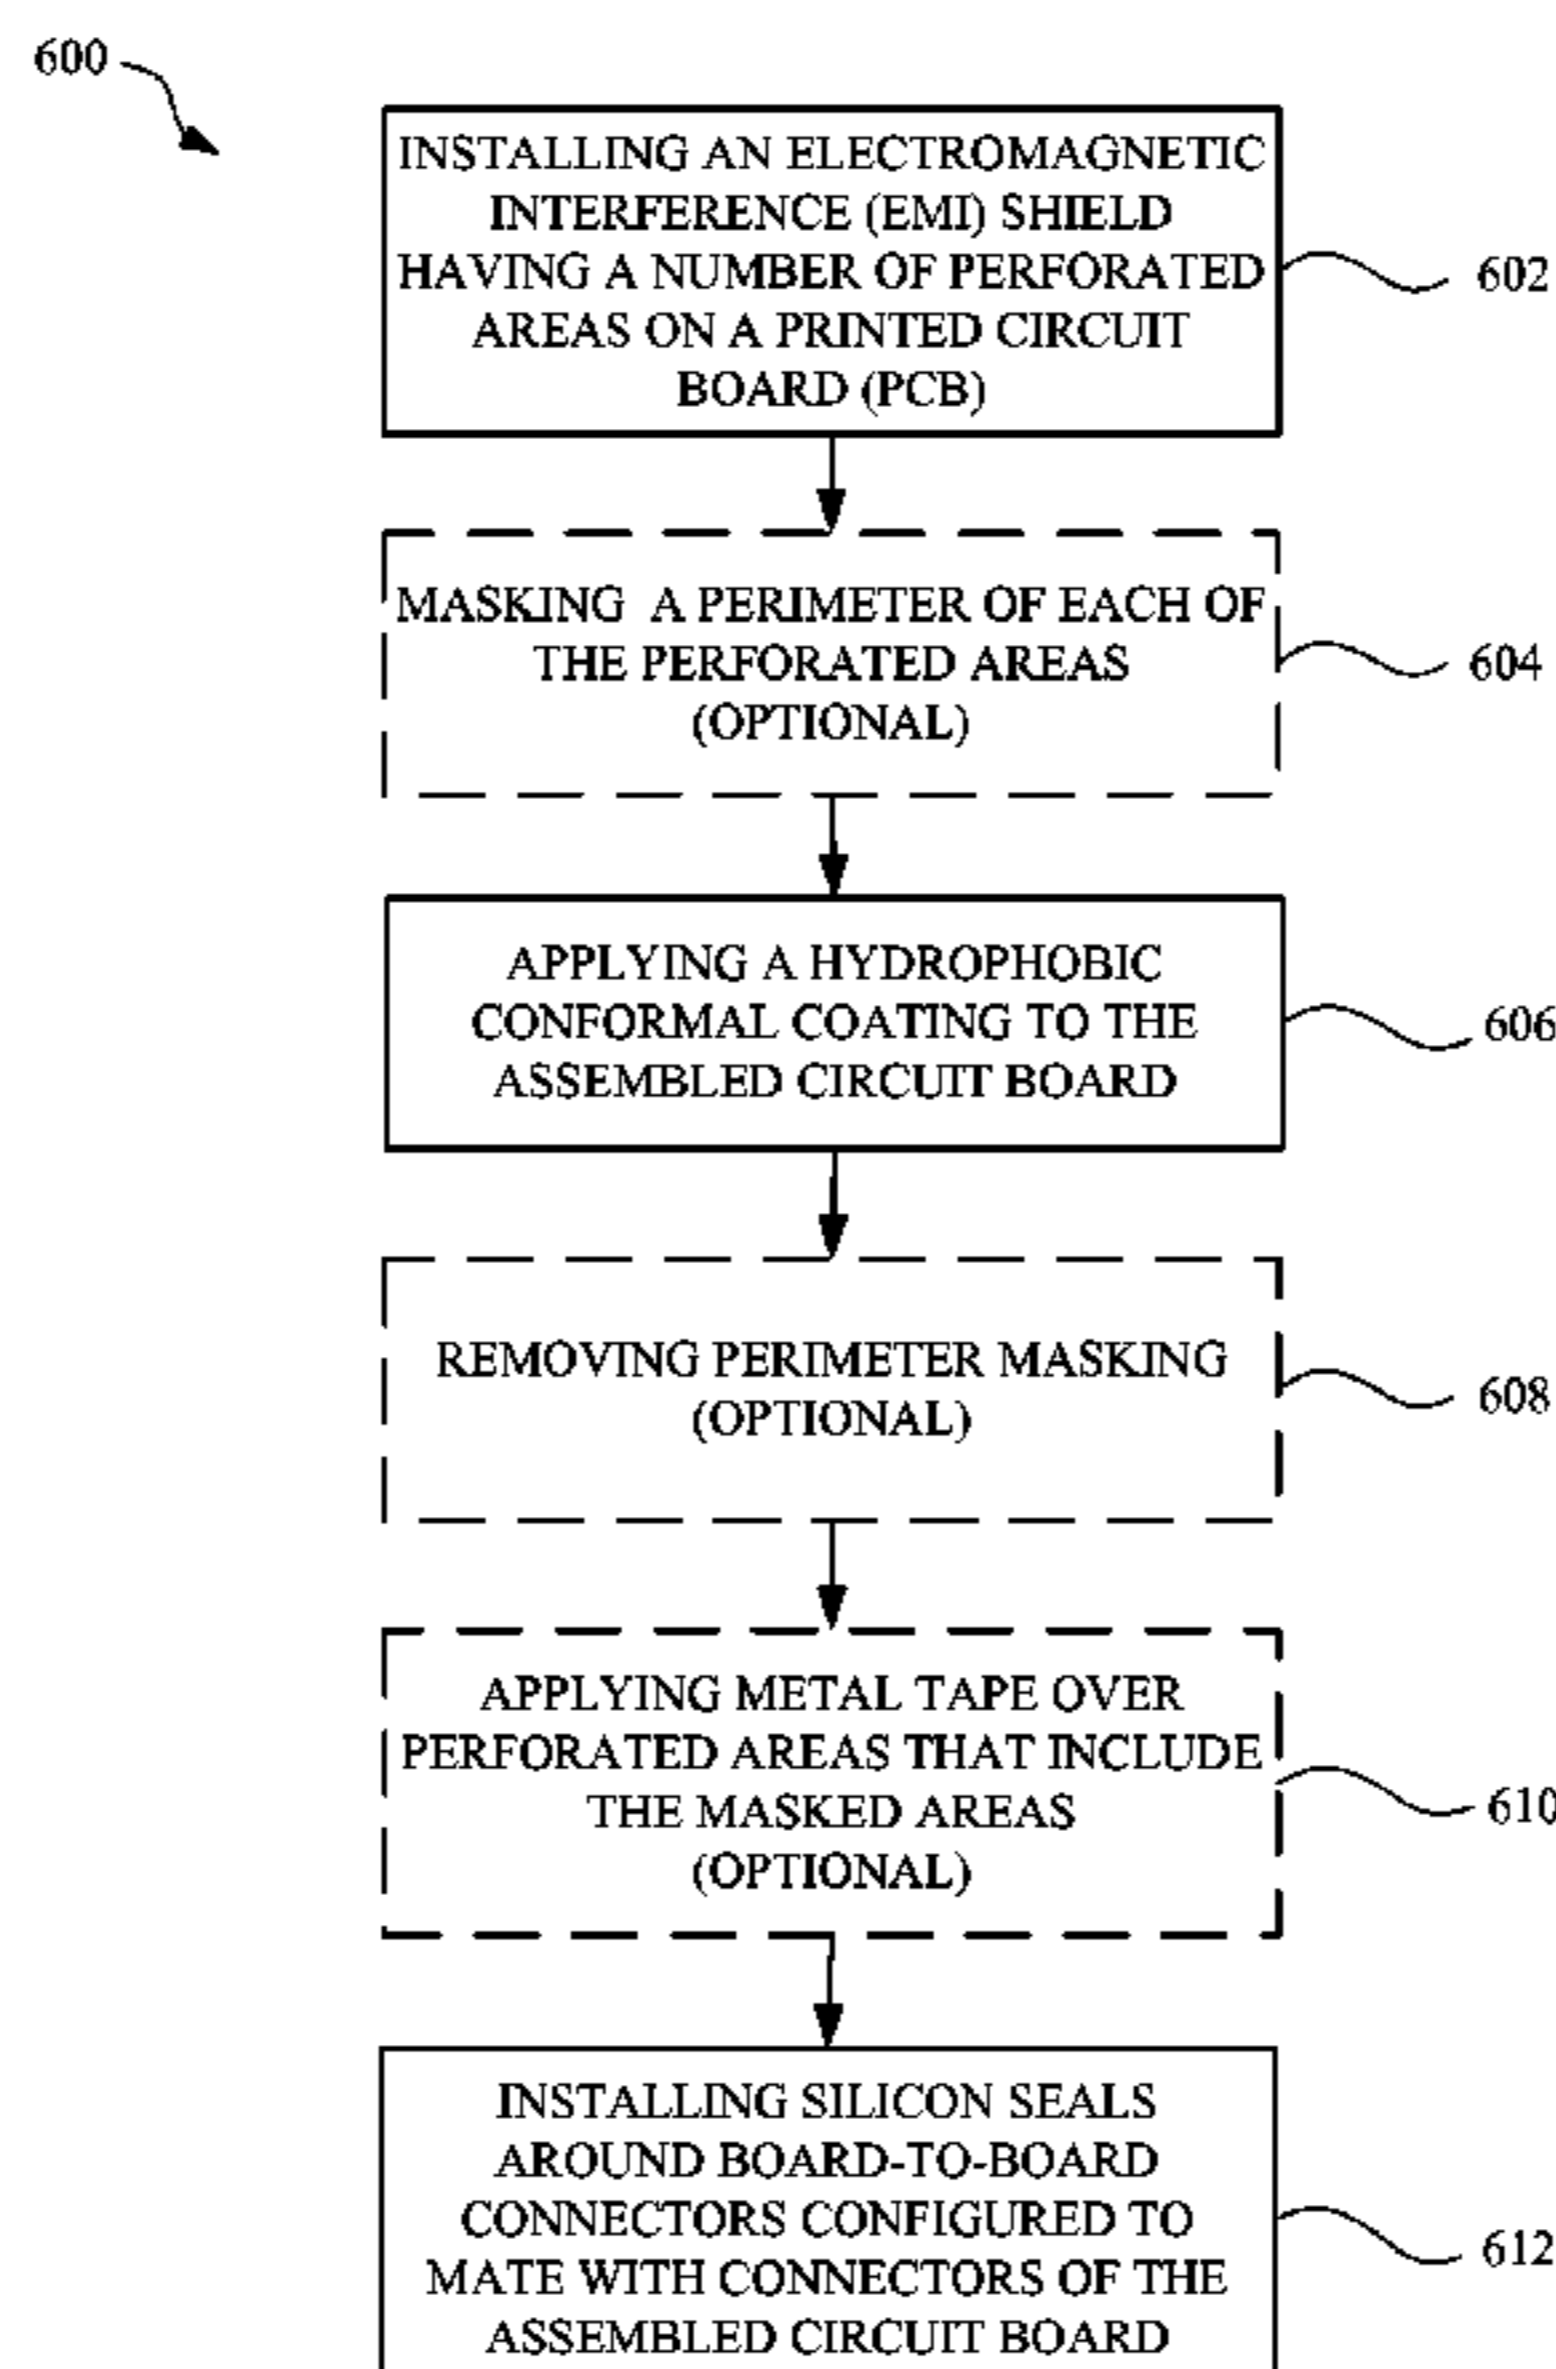 600
INSTALLING AN ELECTROMAGNETIC
INTERFERENCE (EMI) SHIELD
HAVING A NUMBER OF PERFORATED
AREAS ON A PRINTED CIRCUIT
BOARD (PCB)
602
MASKING A PERIMETER OF EACH OF
THE PERFORATED AREAS
(OPTIONAL)
604
APPLYING A HYDROPHOBIC
CONFORMAL COATING TO THE
ASSEMBLED CIRCUIT BOARD
606
REMOVING PERIMETER MASKING
(OPTIONAL)
608
APPLYING METAL TAPE OVER
PERFORATED AREAS THAT INCLUDE
THE MASKED AREAS
(OPTIONAL)
610
INSTALLING SILICON SEALS
AROUND BOARD-TO-BOARD
CONNECTORS CONFIGURED TO
MATE WITH CONNECTORS OF THE
ASSEMBLED CIRCUIT BOARD
612